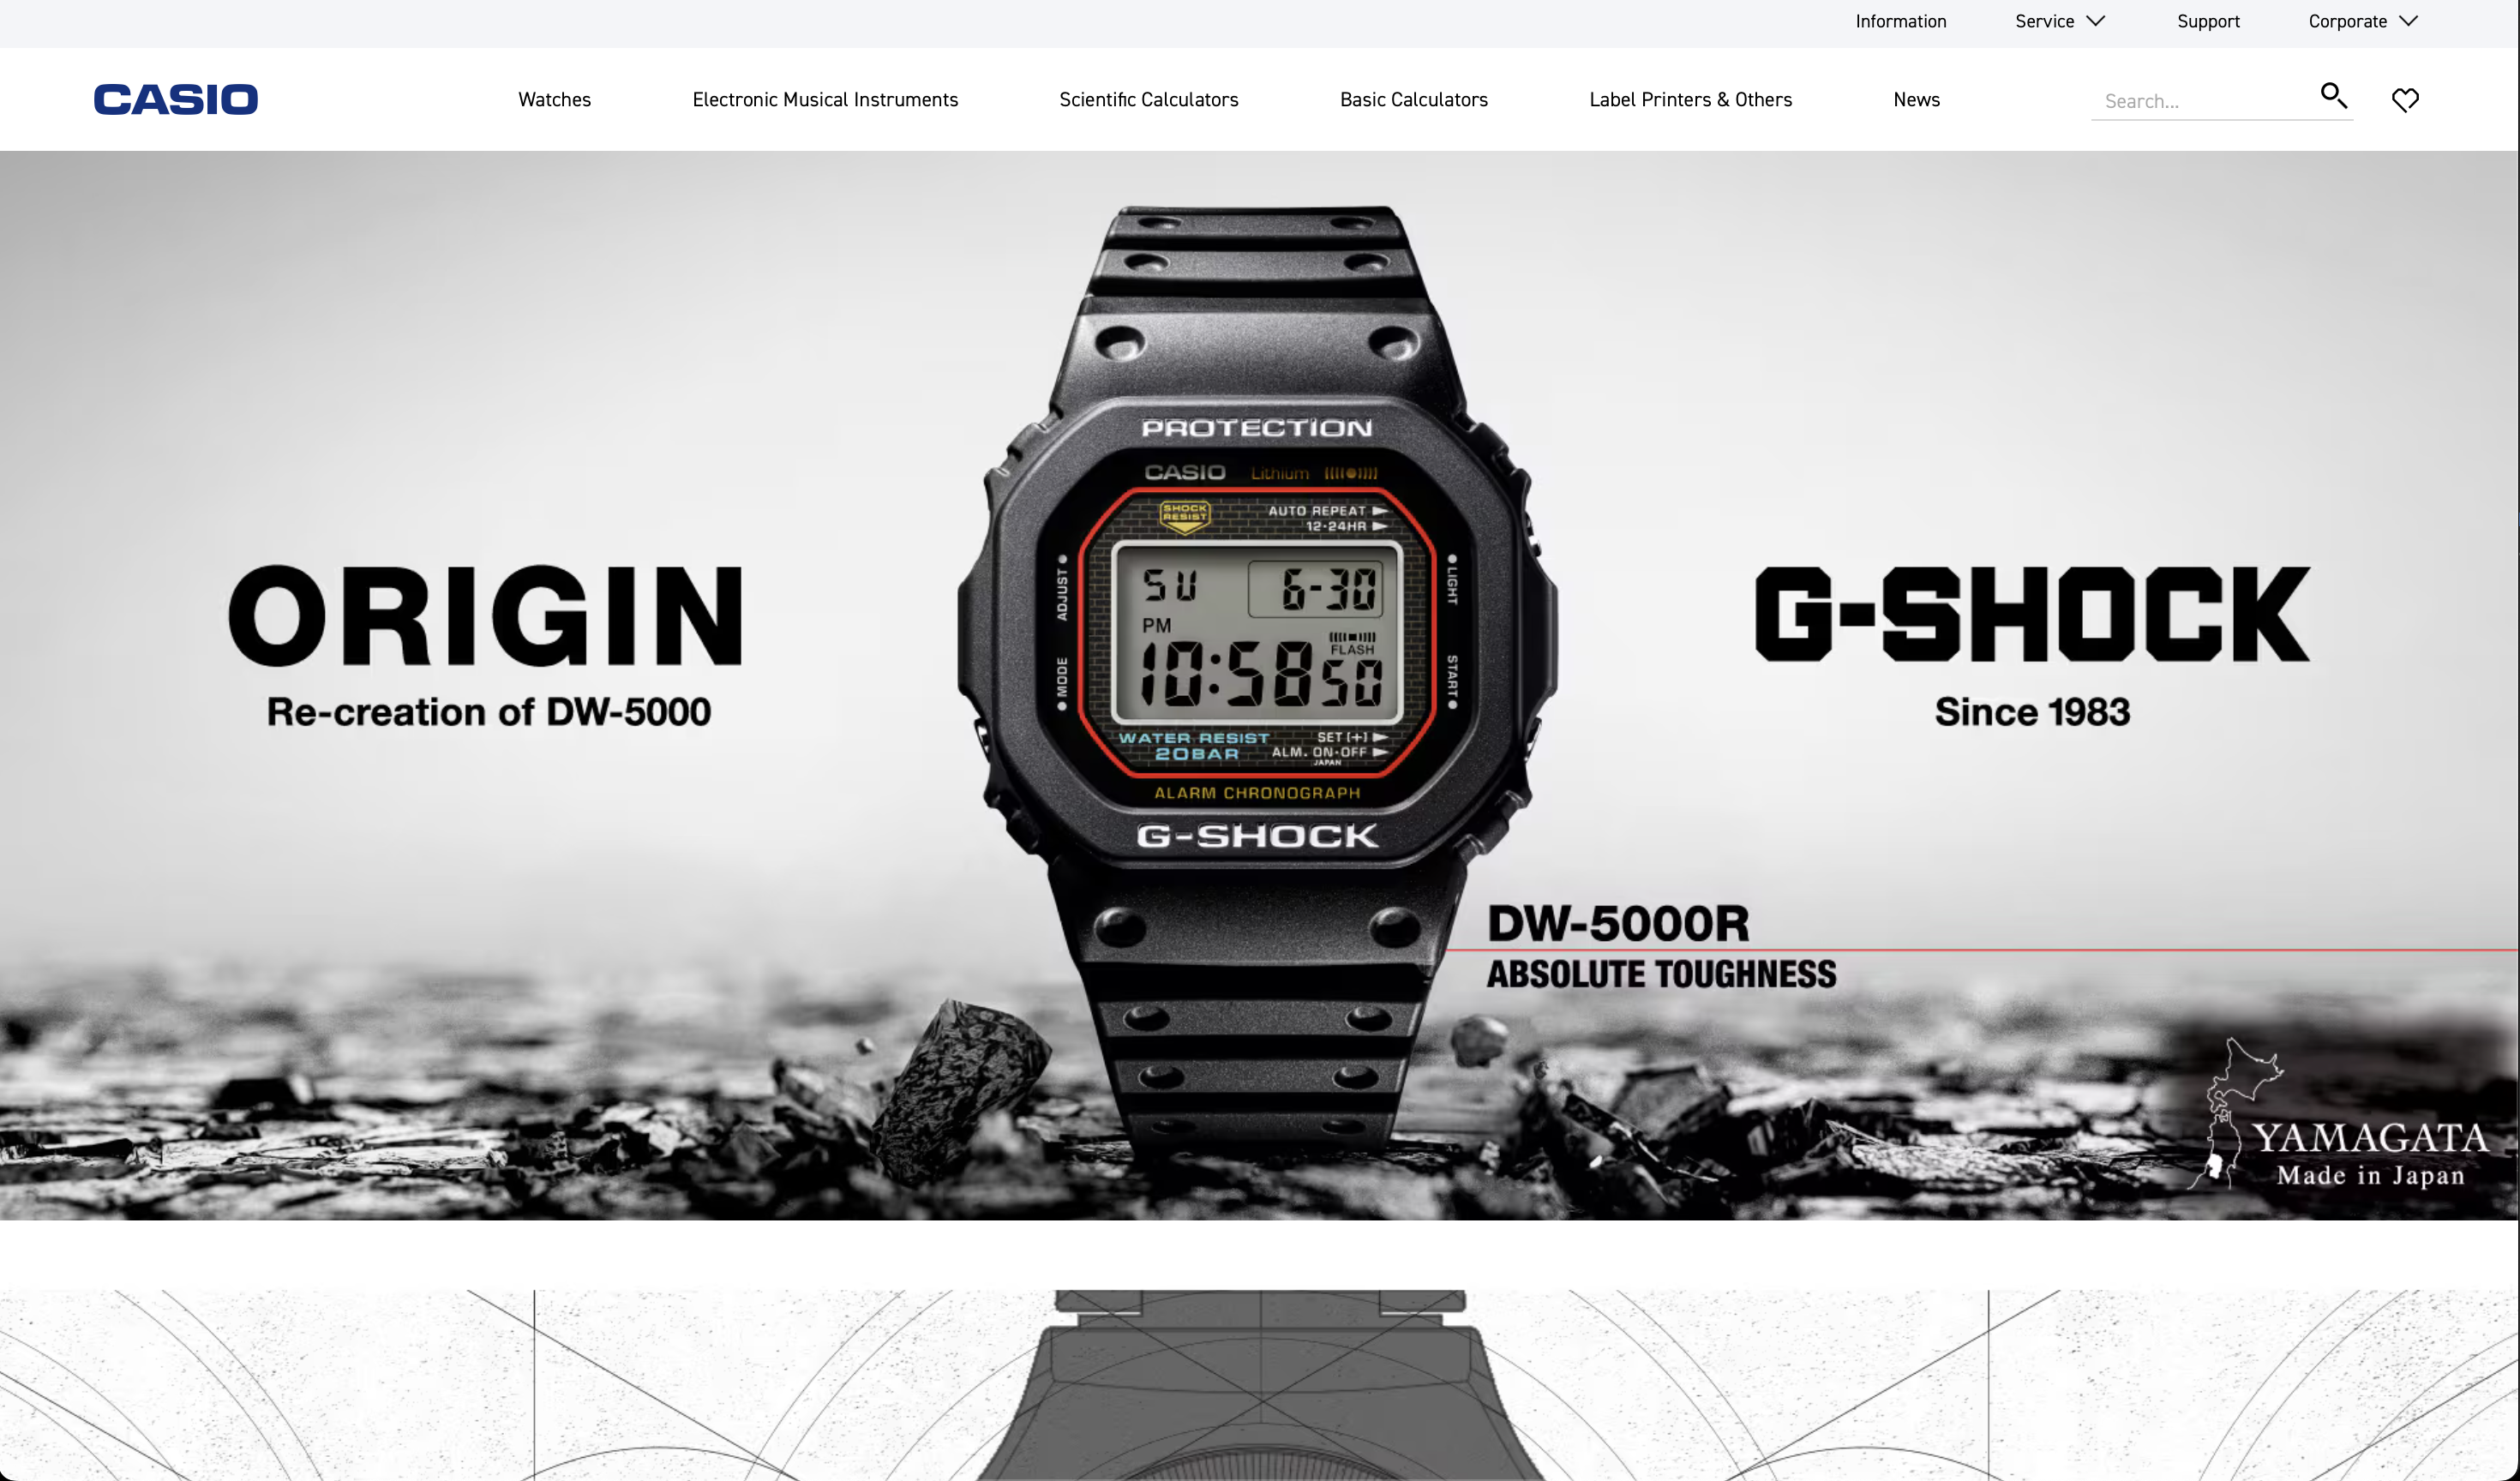 Information Service Support Corporate
CASIO Watches Electronic Musical Instruments Scientific Calculators Basic Calculators Label Printers & Others News Search...
PROTECTION
CASIO Lithium
SHOCK
RESIST
AUTO REPEAT
12·24HR
ADJUST
LIGHT
SU 6-30
PM
FLASH
10:58 50
MODE
START
WATER RESIST
20BAR
SET [+]
ALM. ON·OFF
JAPAN
ALARM CHRONOGRAPH
G-SHOCK
ORIGIN
Re-creation of DW-5000
G-SHOCK
Since 1983
DW-5000R
ABSOLUTE TOUGHNESS
YAMAGATA
Made in Japan